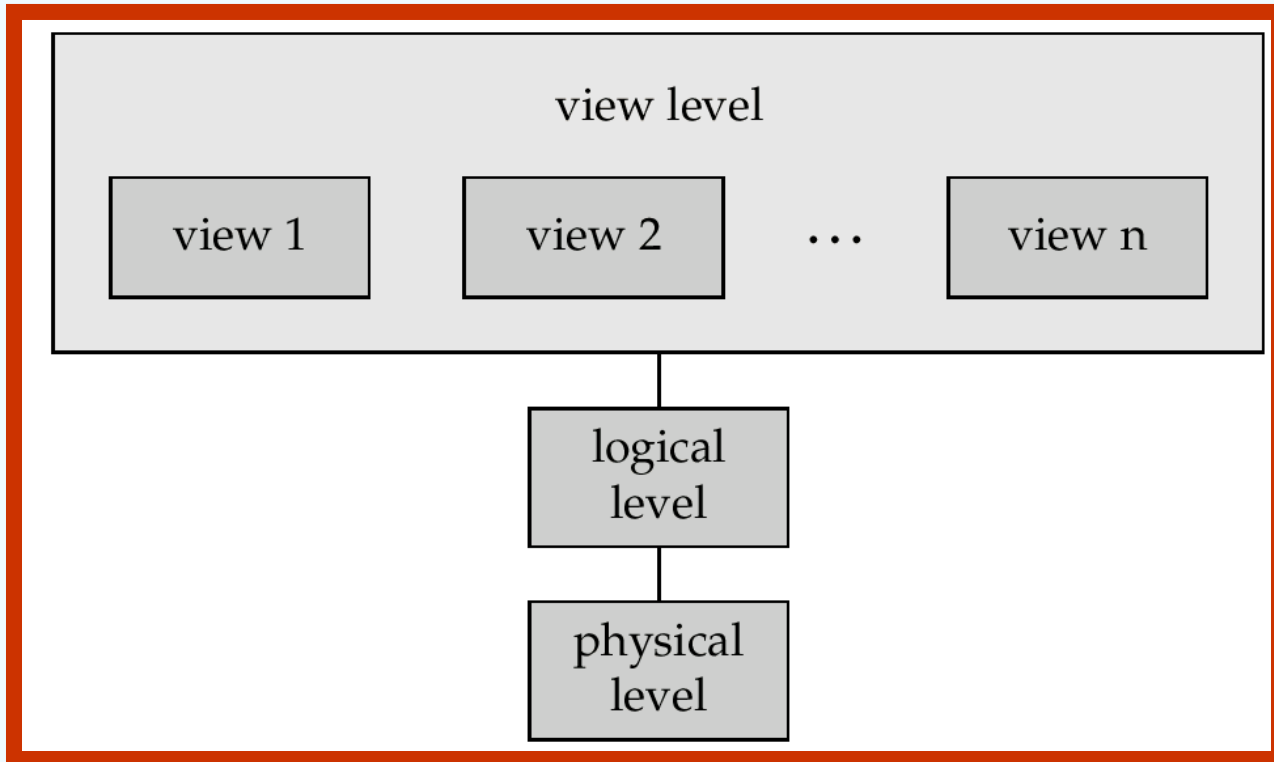 view level
view 1
view 2
...
view n
logical
level
physical
level